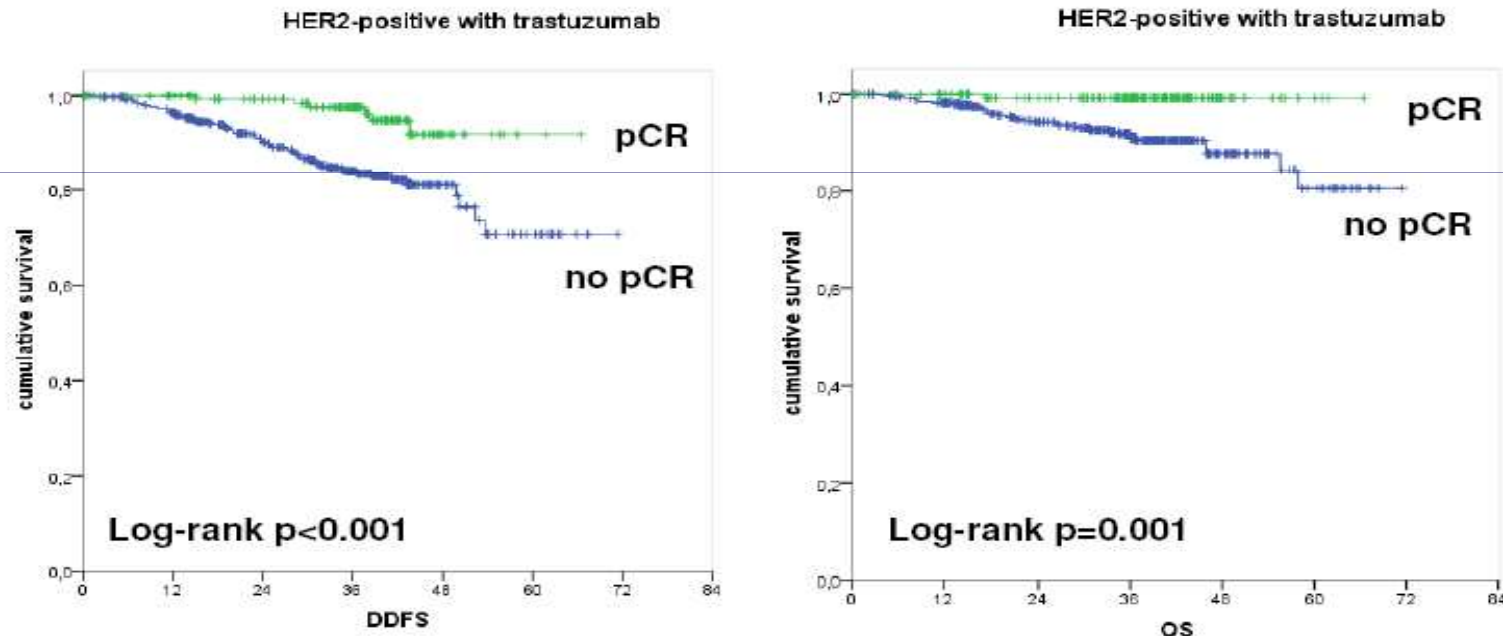 HER2-positive with trastuzumab
cumulative survival
1,0
0,8
0,6
0,4
0,2
0,0
pCR
no pCR
Log-rank p<0.001
0 12 24 36 48 60 72 84
DDFS
HER2-positive with trastuzumab
cumulative survival
1,0
0,8
0,6
0,4
0,2
0,0
pCR
no pCR
Log-rank p=0.001
0 12 24 36 48 60 72 84
OS